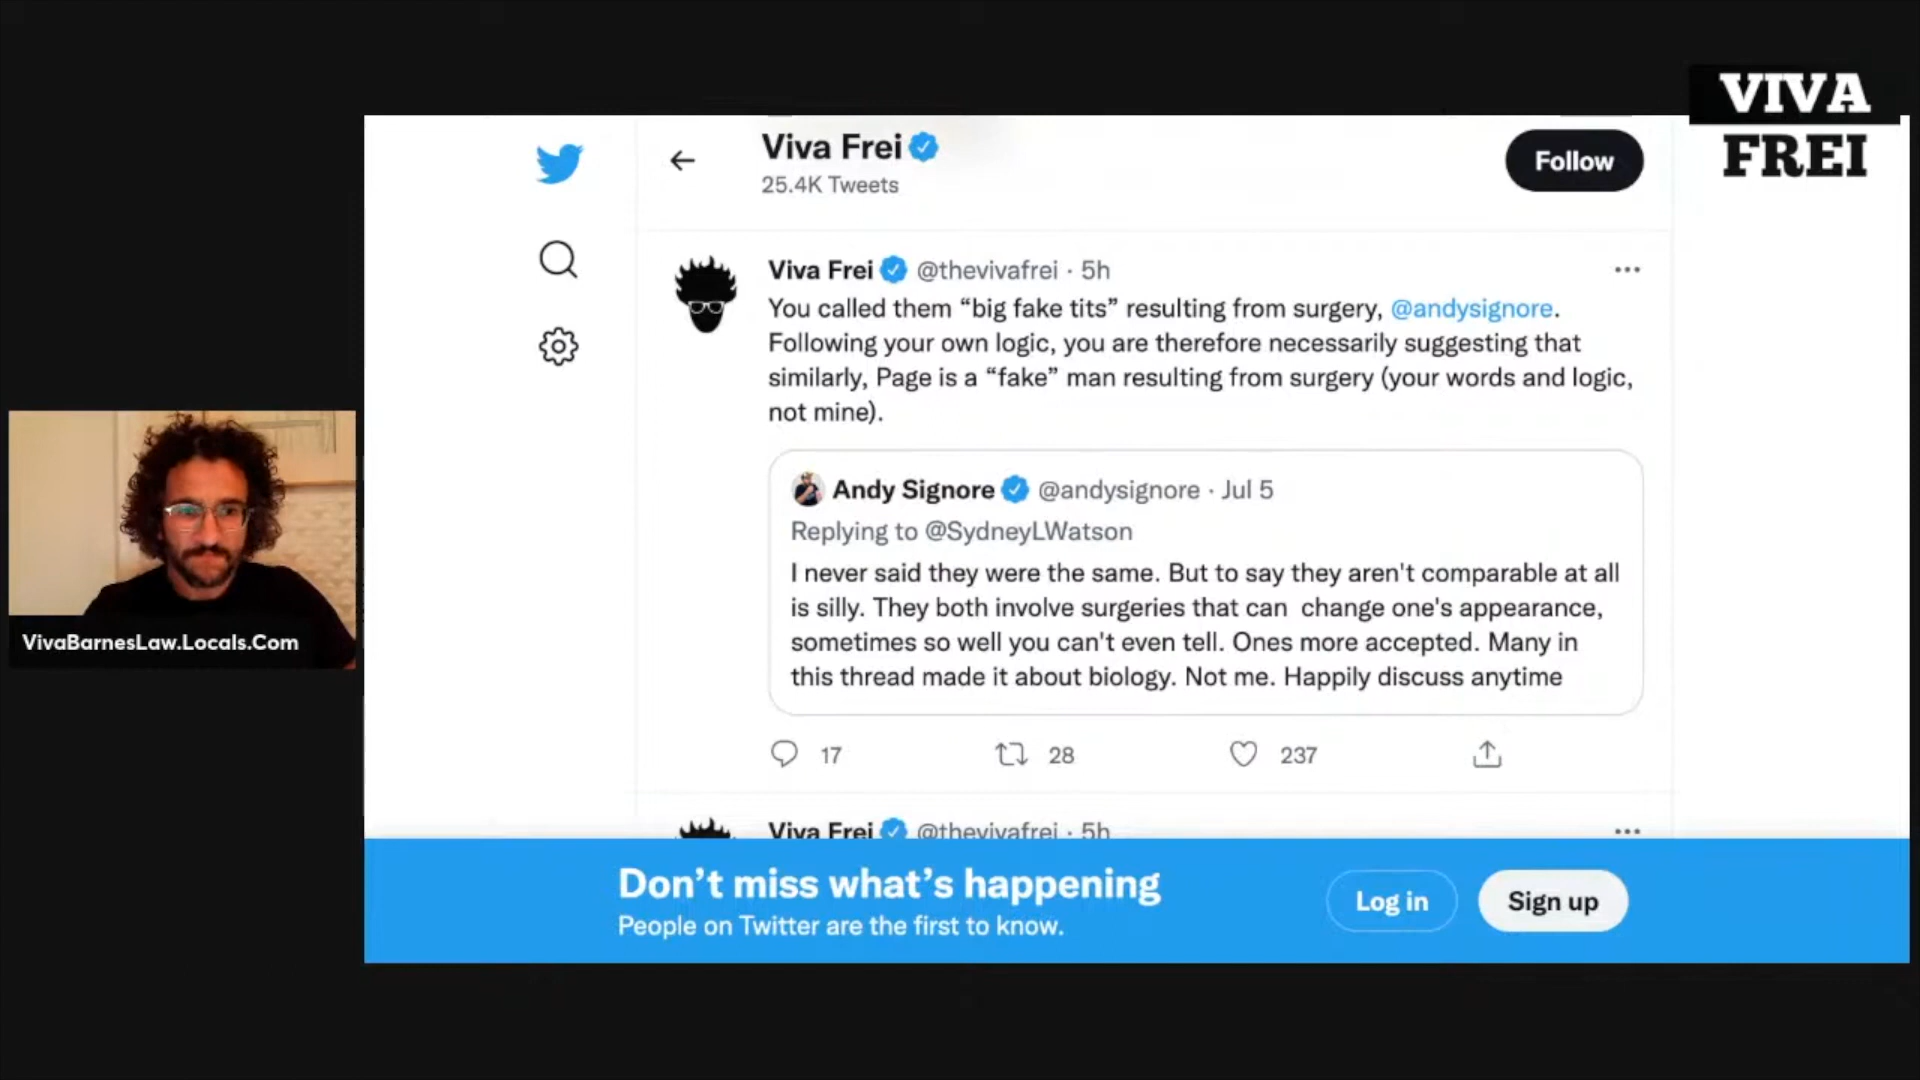 VIVA
FREI
Viva Frei
25.4K Tweets
Follow
Viva Frei @thevivafrei · 5h
You called them “big fake tits” resulting from surgery, @andysignore.
Following your own logic, you are therefore necessarily suggesting that
similarly, Page is a “fake” man resulting from surgery (your words and logic,
not mine).
Andy Signore @andysignore · Jul 5
Replying to @SydneyLWatson
I never said they were the same. But to say they aren't comparable at all
is silly. They both involve surgeries that can change one's appearance,
sometimes so well you can't even tell. Ones more accepted. Many in
this thread made it about biology. Not me. Happily discuss anytime
17 28 237
Viva Frei @thevivafrei · 5h
Don’t miss what’s happening
People on Twitter are the first to know.
Log in
Sign up
VivaBarnesLaw.Locals.Com